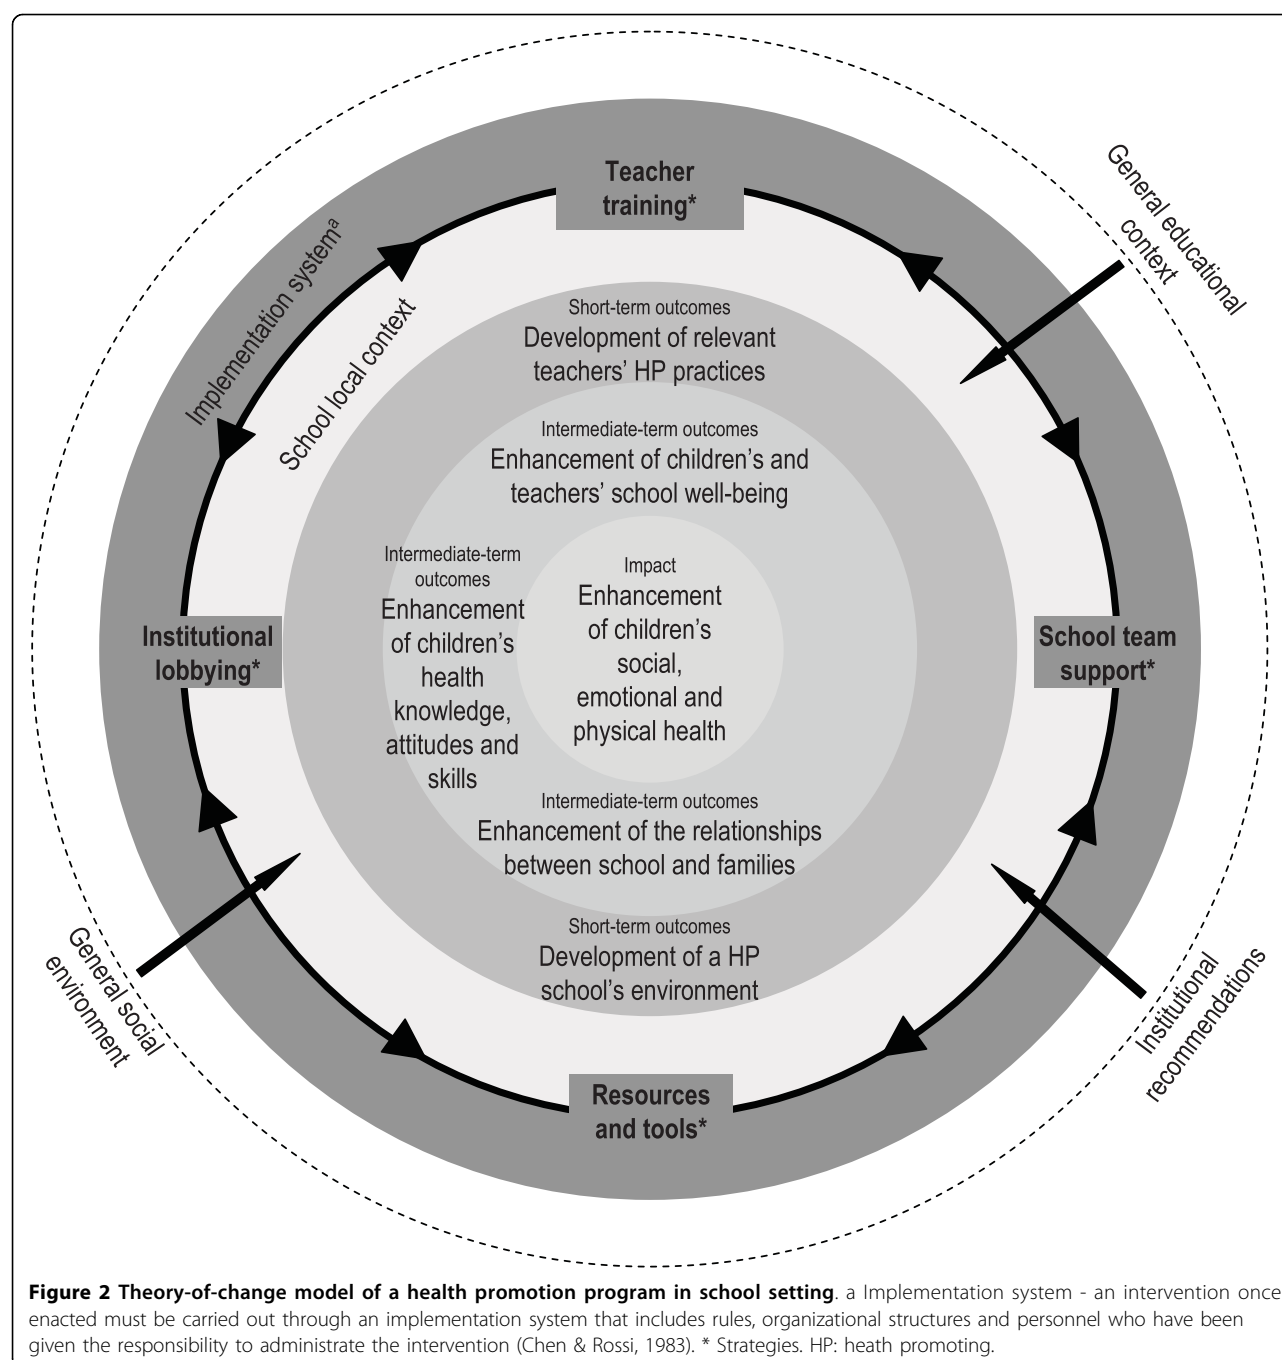 Teacher
training*
General educational
context
Implementation systemª
School local context
Short-term outcomes
Development of relevant
teachers’ HP practices
Intermediate-term outcomes
Enhancement of children’s and
teachers’ school well-being
Intermediate-term
outcomes
Enhancement
of children’s
health
knowledge,
attitudes and
skills
Impact
Enhancement
of children’s
social,
emotional and
physical health
Institutional
lobbying*
School team
support*
Intermediate-term outcomes
Enhancement of the relationships
between school and families
Short-term outcomes
Development of a HP
school’s environment
General social
environment
Institutional
recommendations
Resources
and tools*
Figure 2 Theory-of-change model of a health promotion program in school setting. a Implementation system - an intervention once
enacted must be carried out through an implementation system that includes rules, organizational structures and personnel who have been
given the responsibility to administrate the intervention (Chen & Rossi, 1983). * Strategies. HP: heath promoting.